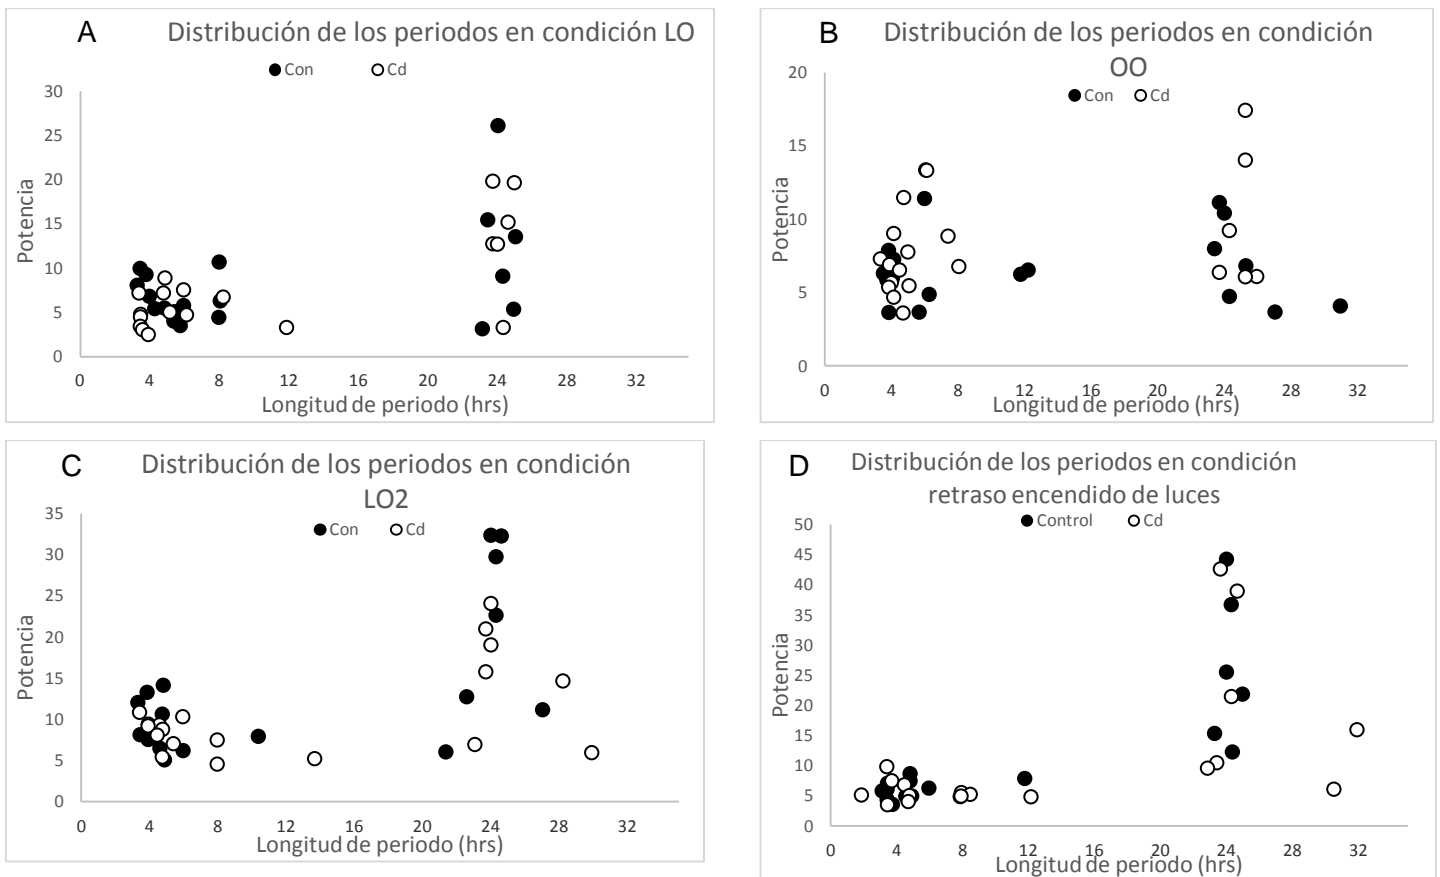 A
Distribución de los periodos en condición LO
Con Cd
30
25
20
15
10
5
0
Potencia
0 4 8 12 16 20 24 28 32
Longitud de periodo (hrs)
B
Distribución de los periodos en condición
OO
Con Cd
20
15
10
5
0
Potencia
0 4 8 12 16 20 24 28 32
Longitud de periodo (hrs)
C
Distribución de los periodos en condición
LO2
Con Cd
35
30
25
20
15
10
5
0
Potencia
0 4 8 12 16 20 24 28 32
Longitud de periodo (hrs)
D
Distribución de los periodos en condición
retraso encendido de luces
Control Cd
50
45
40
35
30
25
20
15
10
5
0
Potencia
0 4 8 12 16 20 24 28 32
Longitud de periodo (hrs)